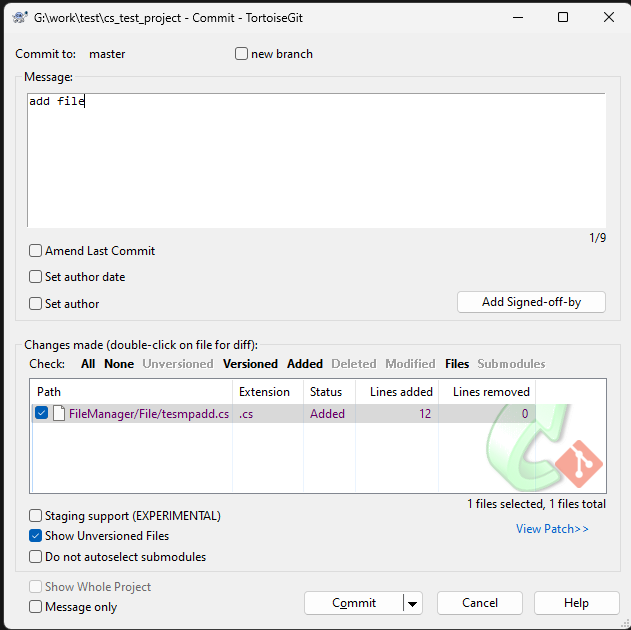 G:\work\test\cs_test_project - Commit - TortoiseGit
Commit to: master new branch
Message:
add file
1/9
Amend Last Commit
Set author date
Set author
Add Signed-off-by
Changes made (double-click on file for diff):
Check: All None Unversioned Versioned Added Deleted Modified Files Submodules
Path Extension Status Lines added Lines removed
FileManager/File/tesmpadd.cs .cs Added 12 0
1 files selected, 1 files total
Staging support (EXPERIMENTAL)
View Patch>>
Show Unversioned Files
Do not autoselect submodules
Show Whole Project
Message only
Commit Cancel Help